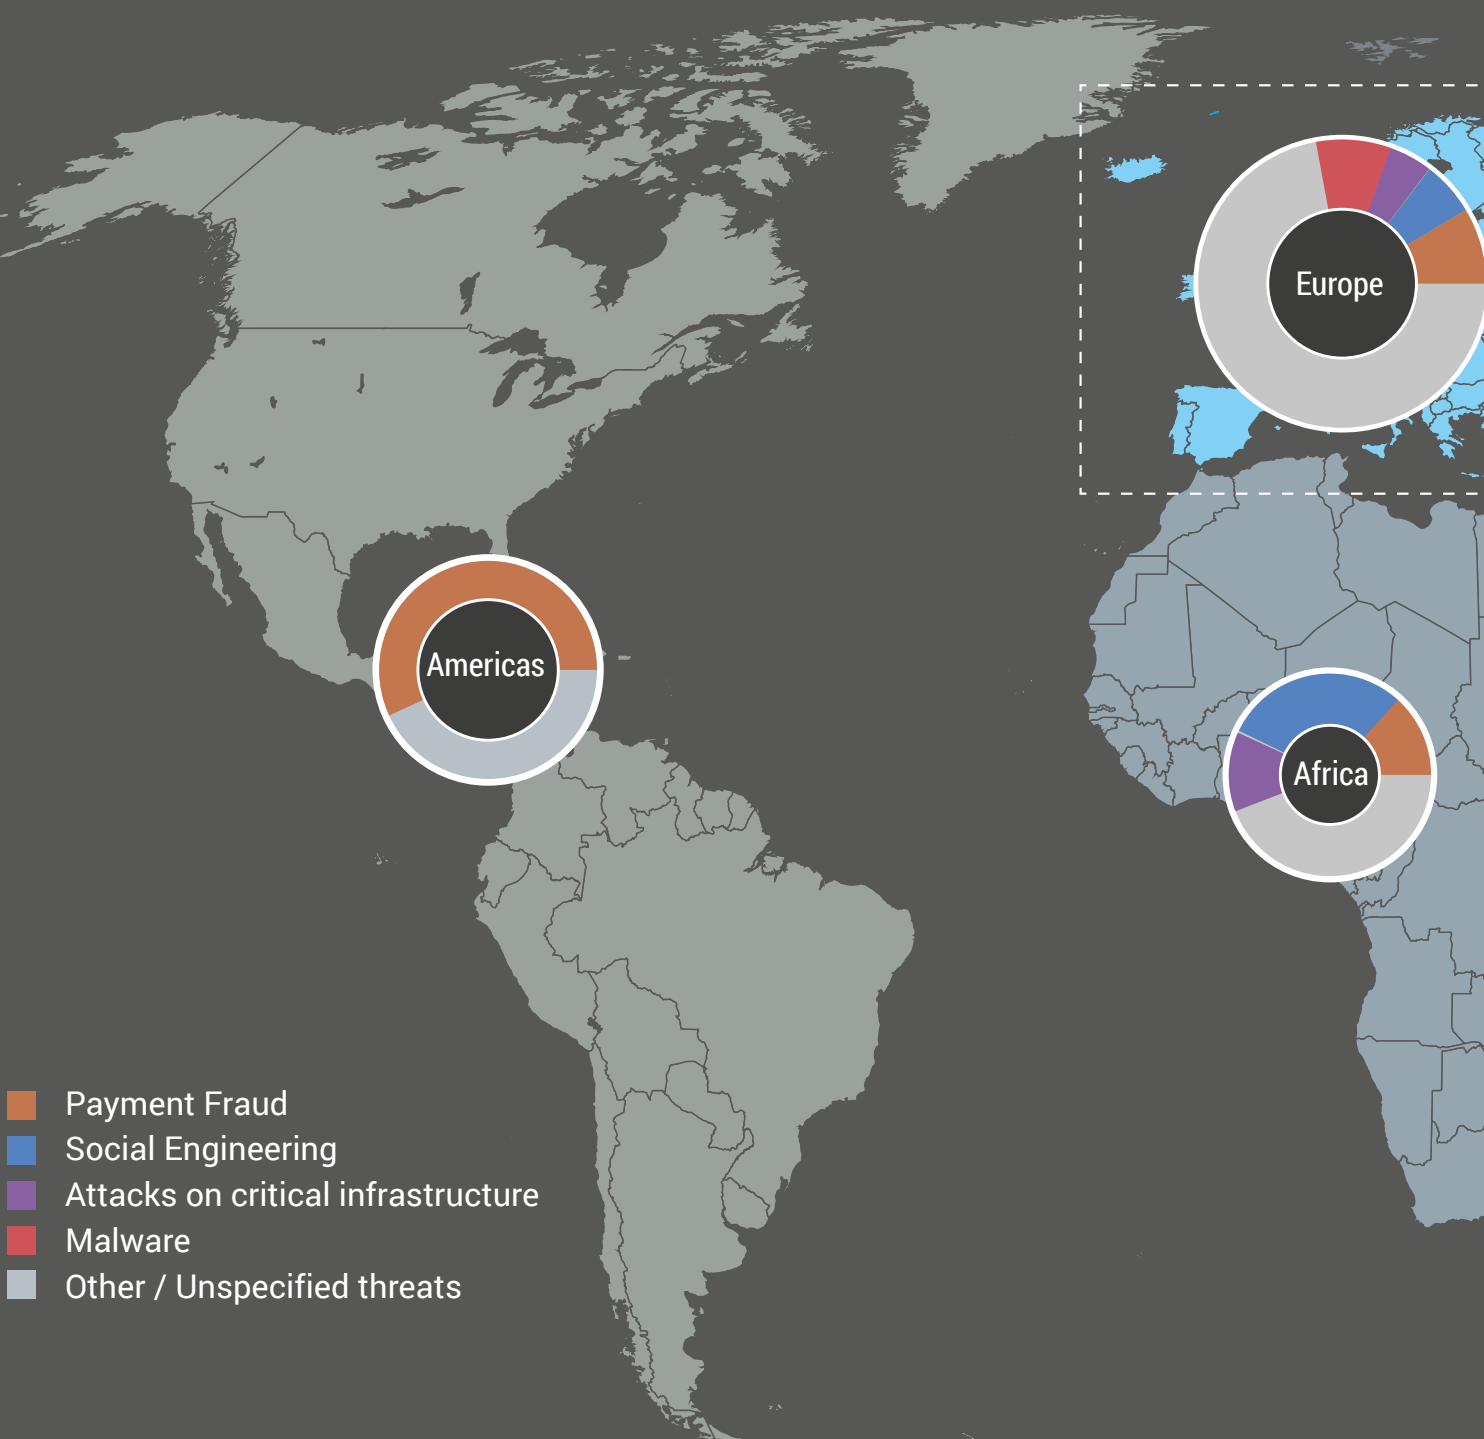 Europe
Americas
Africa
Payment Fraud
Social Engineering
Attacks on critical infrastructure
Malware
Other / Unspecified threats